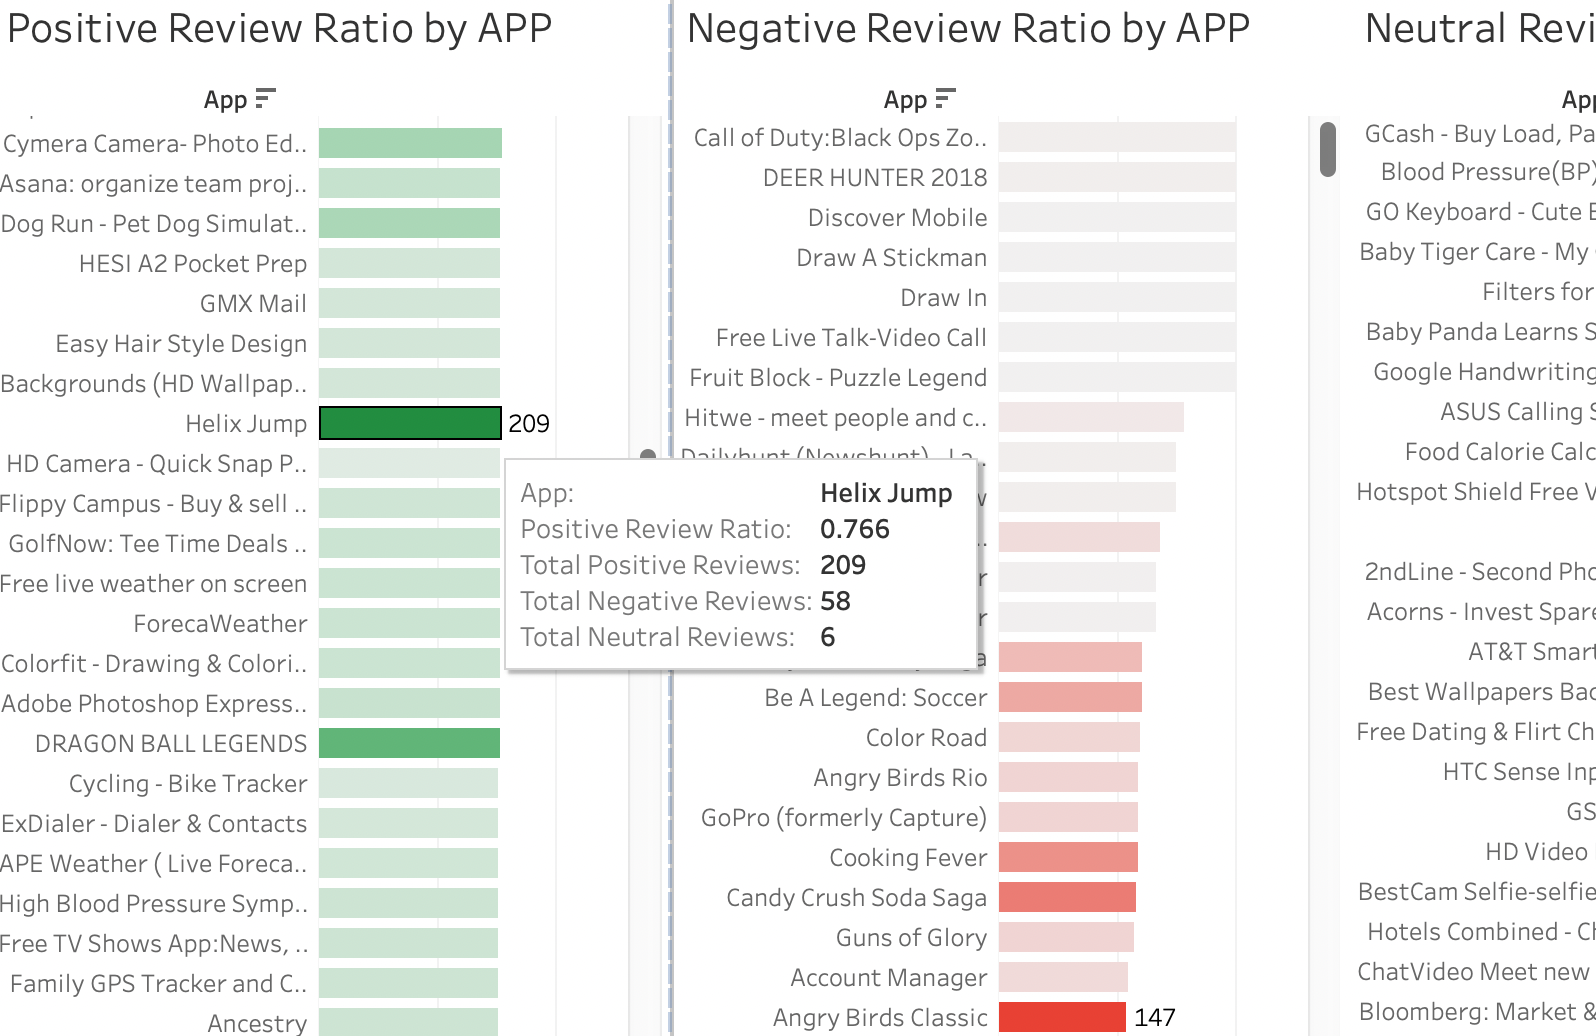 Positive Review Ratio by APP
App
Cymera Camera- Photo Ed..
Asana: organize team proj..
Dog Run - Pet Dog Simulat..
HESI A2 Pocket Prep
GMX Mail
Easy Hair Style Design
Backgrounds (HD Wallpap..
Helix Jump
209
HD Camera - Quick Snap P..
Flippy Campus - Buy & sell ..
GolfNow: Tee Time Deals ..
Free live weather on screen
ForecaWeather
Colorfit - Drawing & Colori..
Adobe Photoshop Express..
DRAGON BALL LEGENDS
Cycling - Bike Tracker
ExDialer - Dialer & Contacts
APE Weather ( Live Foreca..
High Blood Pressure Symp..
Free TV Shows App:News, ..
Family GPS Tracker and C..
Ancestry
App: Helix Jump
Positive Review Ratio: 0.766
Total Positive Reviews: 209
Total Negative Reviews: 58
Total Neutral Reviews: 6
Negative Review Ratio by APP
App
Call of Duty:Black Ops Zo..
DEER HUNTER 2018
Discover Mobile
Draw A Stickman
Draw In
Free Live Talk-Video Call
Fruit Block - Puzzle Legend
Hitwe - meet people and c..
Dailyhunt (Newshunt) - La..
Be A Legend: Soccer
Color Road
Angry Birds Rio
GoPro (formerly Capture)
Cooking Fever
Candy Crush Soda Saga
Guns of Glory
Account Manager
Angry Birds Classic
147
Neutral Revi
App
GCash - Buy Load, Pa
Blood Pressure(BP)
GO Keyboard - Cute E
Baby Tiger Care - My
Filters for
Baby Panda Learns S
Google Handwriting
ASUS Calling S
Food Calorie Calc
Hotspot Shield Free V
2ndLine - Second Pho
Acorns - Invest Spare
AT&T Smart
Best Wallpapers Bac
Free Dating & Flirt Ch
HTC Sense Inp
GS
HD Video
BestCam Selfie-selfie
Hotels Combined - Ch
ChatVideo Meet new
Bloomberg: Market &